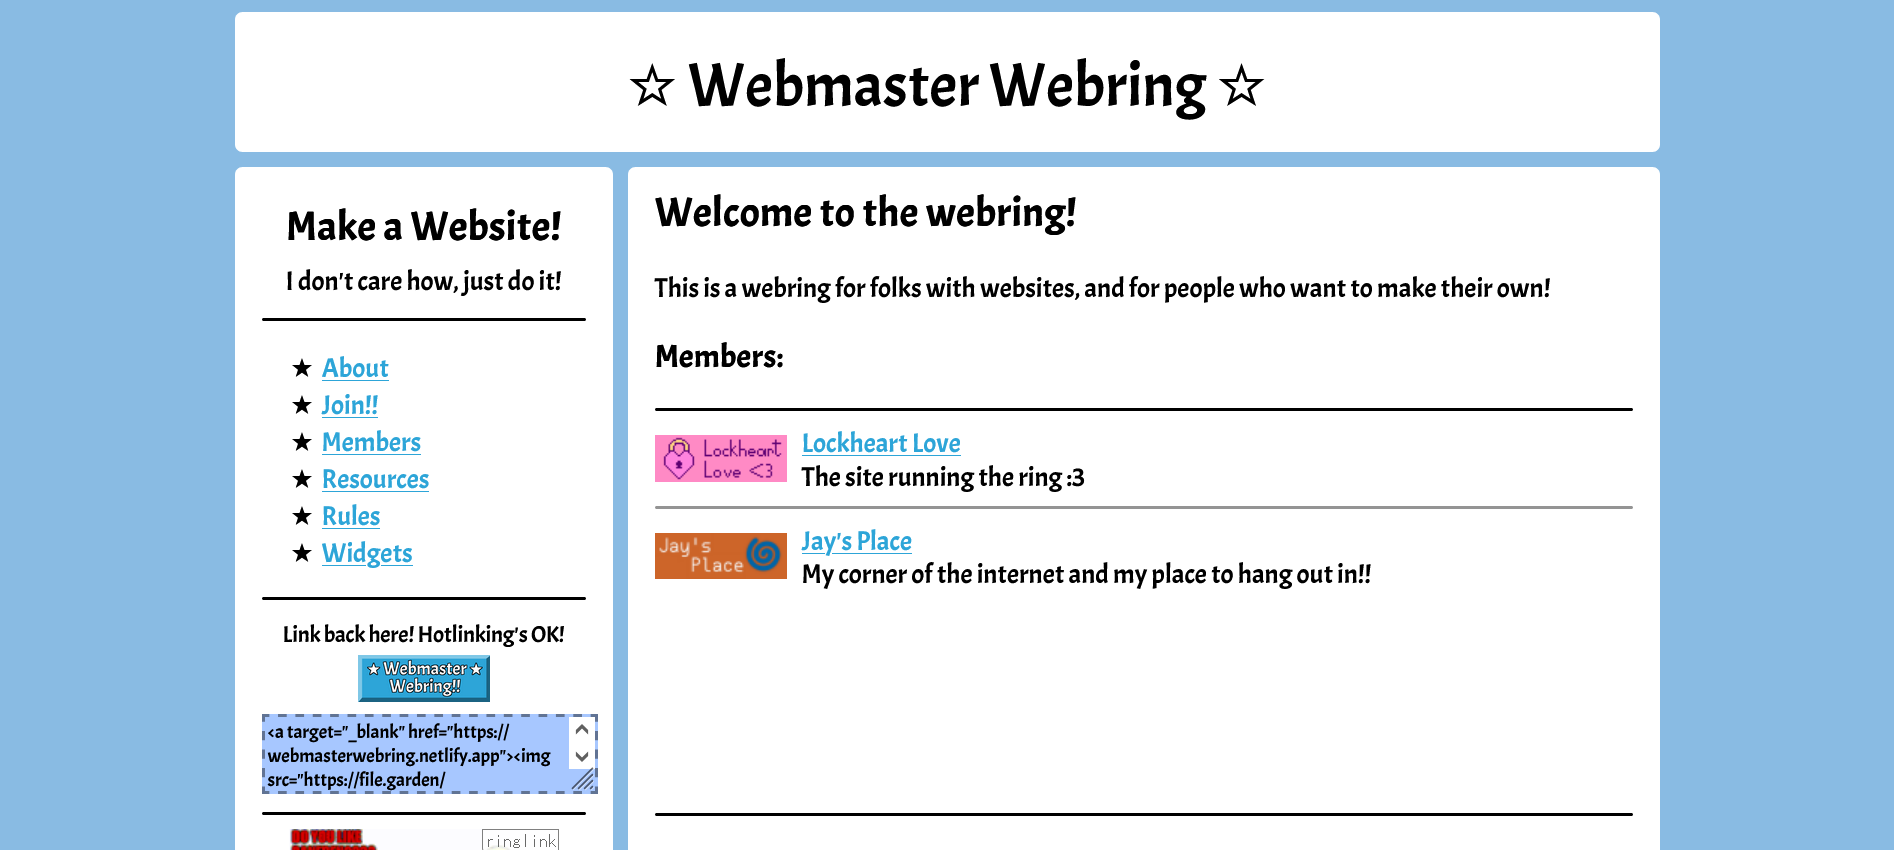 ☆ Webmaster Webring ☆
Make a Website!
I don't care how, just do it!
★ About
★ Join!!
★ Members
★ Resources
★ Rules
★ Widgets
Link back here! Hotlinking's OK!
★ Webmaster ★
Webring!!
<a target="_blank" href="https://
webmasterwebring.netlify.app"><img
src="https://file.garden/
DO YOU LIKE
ringlink
Welcome to the webring!
This is a webring for folks with websites, and for people who want to make their own!
Members:
Lockheart
Love <3
Lockheart Love
The site running the ring :3
Jay's
Place
Jay's Place
My corner of the internet and my place to hang out in!!